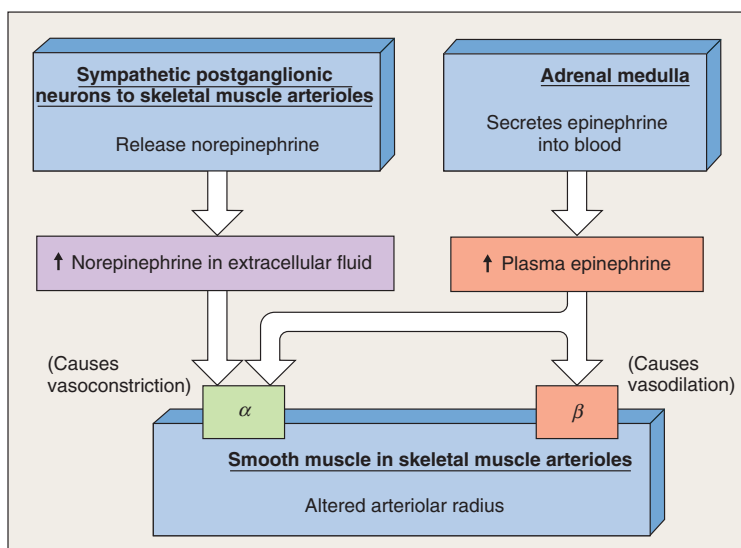 Sympathetic postganglionic
neurons to skeletal muscle arterioles
Release norepinephrine
Adrenal medulla
Secretes epinephrine
into blood
↑ Norepinephrine in extracellular fluid
↑ Plasma epinephrine
(Causes
vasoconstriction)
(Causes
vasodilation)
α
β
Smooth muscle in skeletal muscle arterioles
Altered arteriolar radius